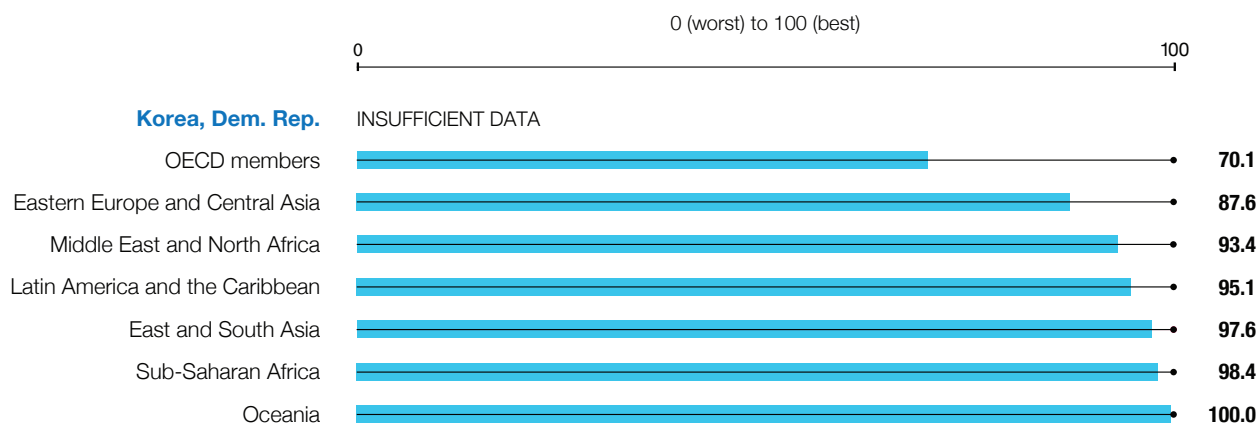 0 (worst) to 100 (best)
0 100
Korea, Dem. Rep. INSUFFICIENT DATA
OECD members 70.1
Eastern Europe and Central Asia 87.6
Middle East and North Africa 93.4
Latin America and the Caribbean 95.1
East and South Asia 97.6
Sub-Saharan Africa 98.4
Oceania 100.0